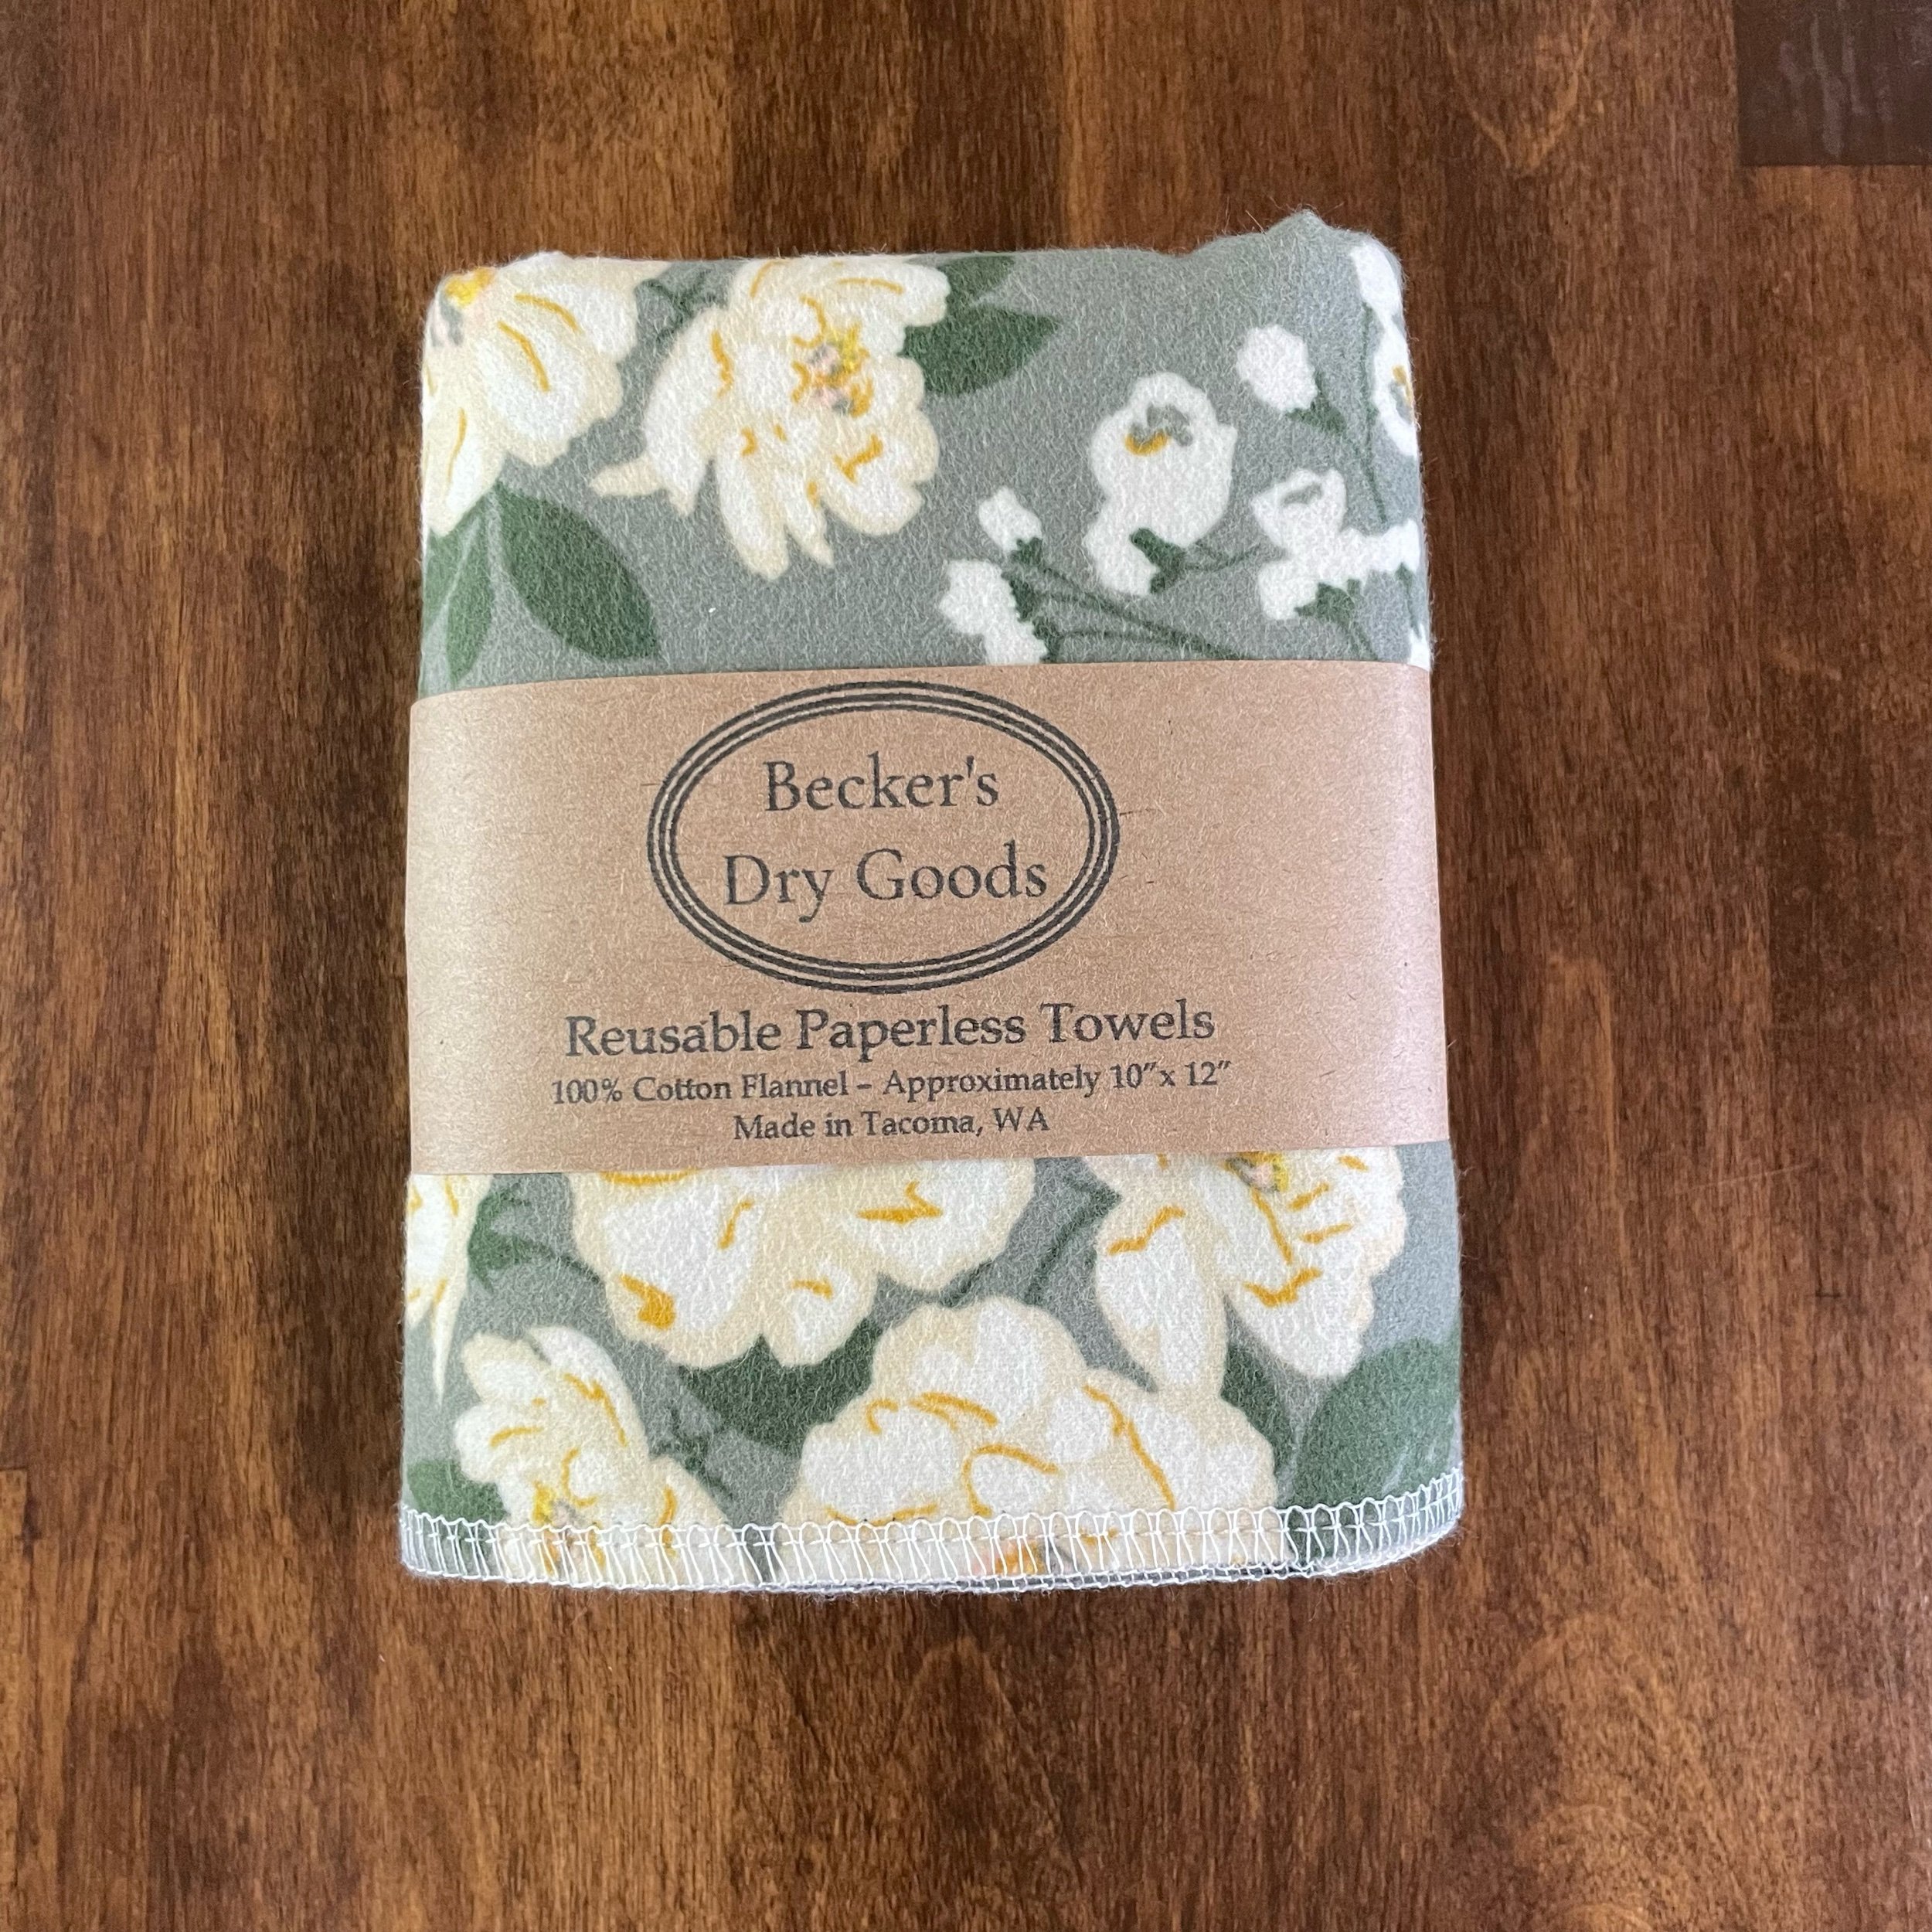 Becker's
Dry Goods
Reusable Paperless Towels
100% Cotton Flannel – Approximately 10″x 12″
Made in Tacoma, WA